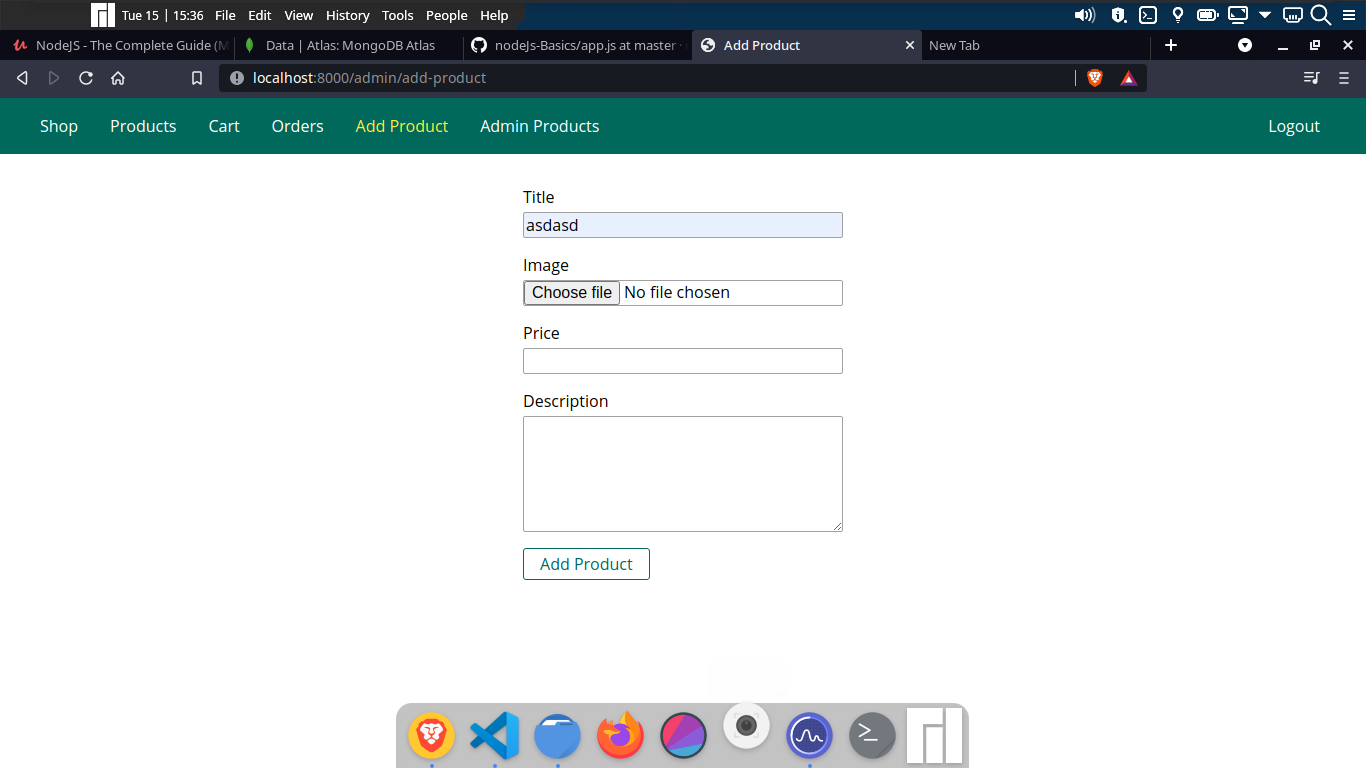 Tue 15 | 15:36 File Edit View History Tools People Help
NodeJS - The Complete Guide (M Data | Atlas: MongoDB Atlas nodeJs-Basics/app.js at master · Add Product New Tab
localhost:8000/admin/add-product
Shop Products Cart Orders Add Product Admin Products Logout
Title
asdasd
Image
Choose file No file chosen
Price
Description
Add Product